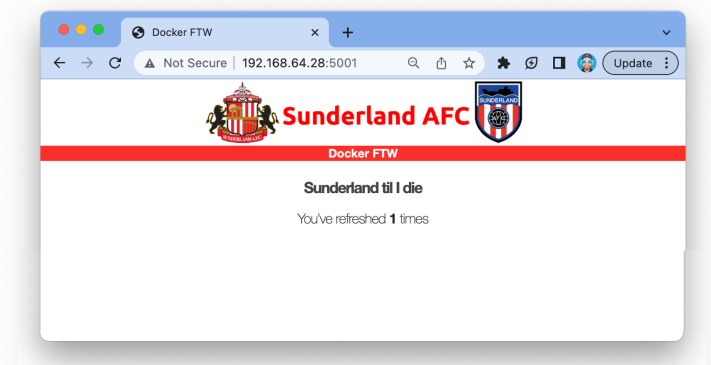 Docker FTW
Not Secure | 192.168.64.28:5001
Update
Sunderland AFC
SUNDERLAND
Docker FTW
Sunderland til I die
You've refreshed 1 times